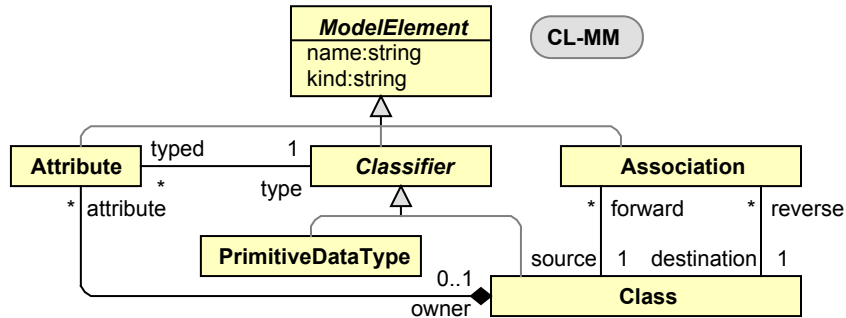 ModelElement
name:string
kind:string
CL-MM
Attribute
typed
1
*
type
Classifier
Association
* attribute
* forward
* reverse
PrimitiveDataType
source 1
destination 1
0..1
owner
Class